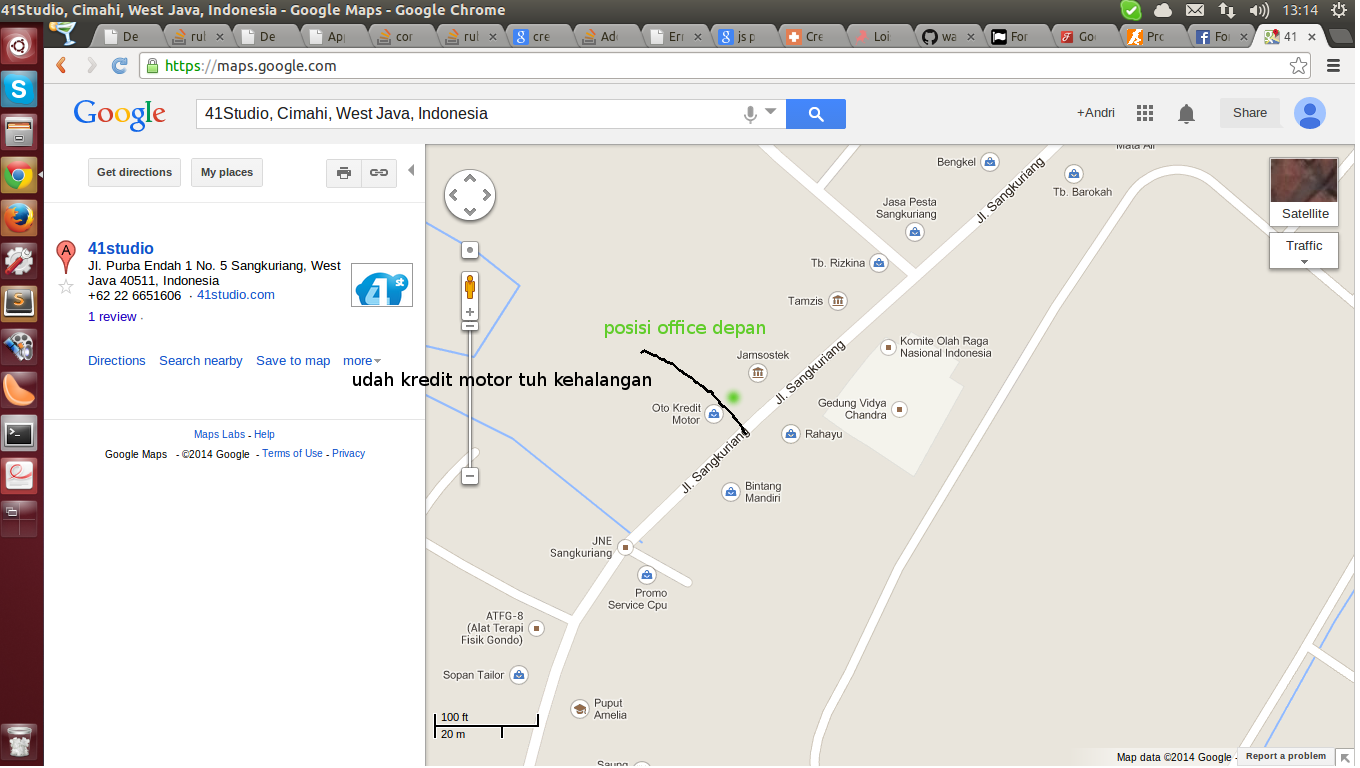 41Studio, Cimahi, West Java, Indonesia - Google Maps - Google Chrome
13:14
De
rul
De
App
cor
rul
cre
Ado
Err
js p
Cre
Loi
wa
For
Go
Pro
Fo
41
https://maps.google.com
Google
41Studio, Cimahi, West Java, Indonesia
+Andri
Share
Get directions
My places
A
41studio
Jl. Purba Endah 1 No. 5 Sangkuriang, West
Java 40511, Indonesia
+62 22 6651606 · 41studio.com
1 review ·
41st
Directions
Search nearby
Save to map
more
Maps Labs - Help
Google Maps - ©2014 Google - Terms of Use - Privacy
Mata Air
Bengkel
Jl. Sangkuriang
Tb. Barokah
Satellite
Traffic
Jasa Pesta
Sangkuriang
Tb. Rizkina
Tamzis
posisi office depan
Komite Olah Raga
Nasional Indonesia
Jamsostek
Jl. Sangkuriang
udah kredit motor tuh kehalangan
Oto Kredit
Motor
Gedung Vidya
Chandra
Rahayu
Jl. Sangkuriang
Bintang
Mandiri
JNE
Sangkuriang
Promo
Service Cpu
ATFG-8
(Alat Terapi
Fisik Gondo)
Sopan Tailor
Puput
Amelia
100 ft
20 m
Saung
Map data ©2014 Google -
Report a problem